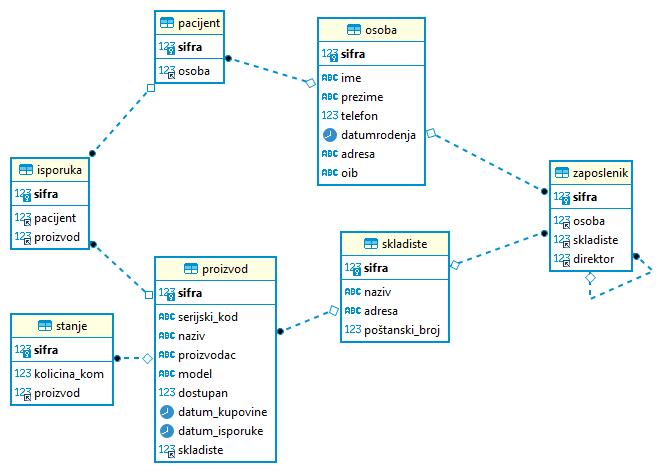 pacijent
123 sifra
123 osoba
osoba
123 sifra
ABC ime
ABC prezime
123 telefon
datumrodenja
ABC adresa
ABC oib
isporuka
123 sifra
123 pacijent
123 proizvod
zaposlenik
123 sifra
123 osoba
123 skladiste
123 direktor
skladiste
123 sifra
ABC naziv
ABC adresa
123 poštanski_broj
proizvod
123 sifra
ABC serijski_kod
ABC naziv
ABC proizvodac
ABC model
123 dostupan
datum_kupovine
datum_isporuke
123 skladiste
stanje
123 sifra
123 kolicina_kom
123 proizvod